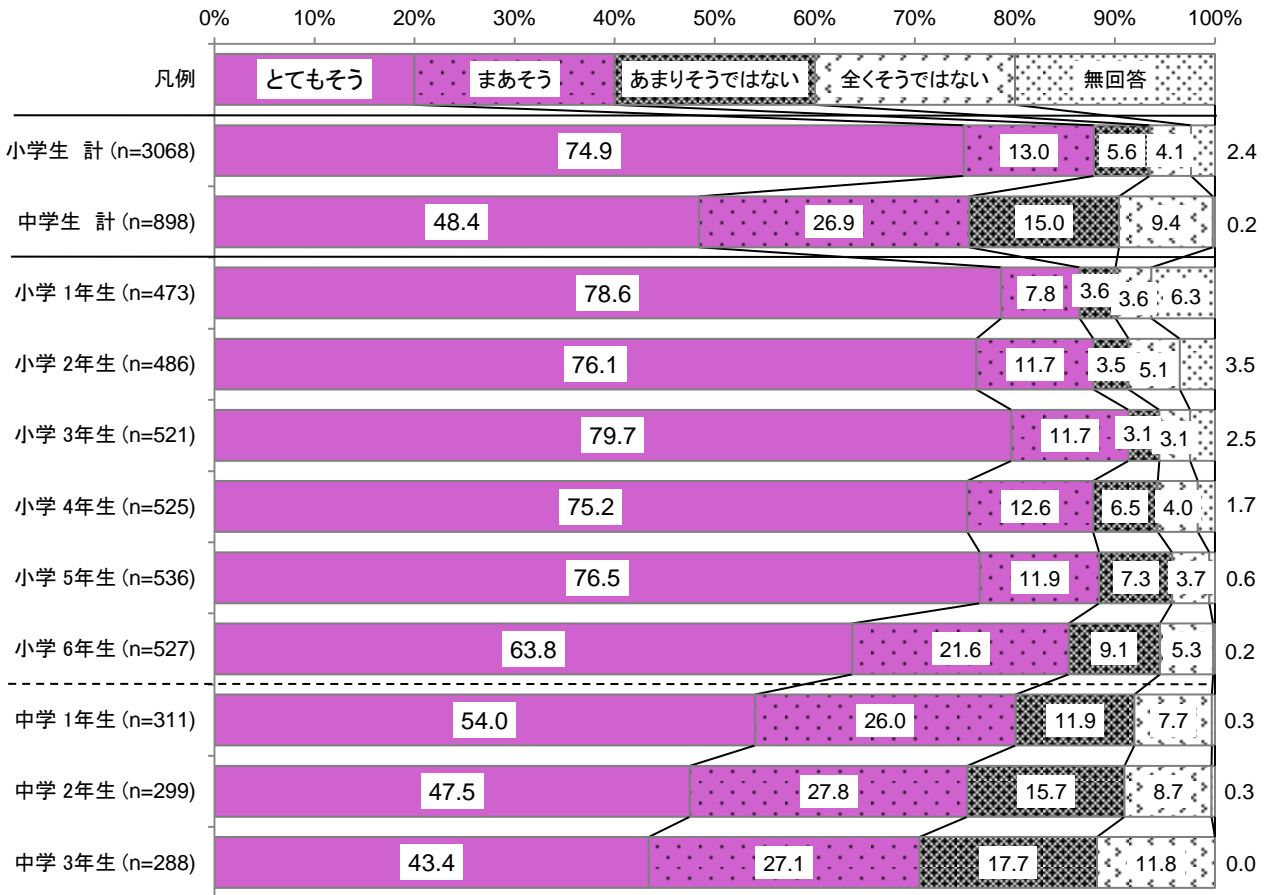 0% 10% 20% 30% 40% 50% 60% 70% 80% 90% 100%
凡例 とてもそう まあそう あまりそうではない 全くそうではない 無回答
小学生 計 (n=3068) 74.9 13.0 5.6 4.1 2.4
中学生 計 (n=898) 48.4 26.9 15.0 9.4 0.2
小学 1年生 (n=473) 78.6 7.8 3.6 3.6 6.3
小学 2年生 (n=486) 76.1 11.7 3.5 5.1 3.5
小学 3年生 (n=521) 79.7 11.7 3.1 3.1 2.5
小学 4年生 (n=525) 75.2 12.6 6.5 4.0 1.7
小学 5年生 (n=536) 76.5 11.9 7.3 3.7 0.6
小学 6年生 (n=527) 63.8 21.6 9.1 5.3 0.2
中学 1年生 (n=311) 54.0 26.0 11.9 7.7 0.3
中学 2年生 (n=299) 47.5 27.8 15.7 8.7 0.3
中学 3年生 (n=288) 43.4 27.1 17.7 11.8 0.0